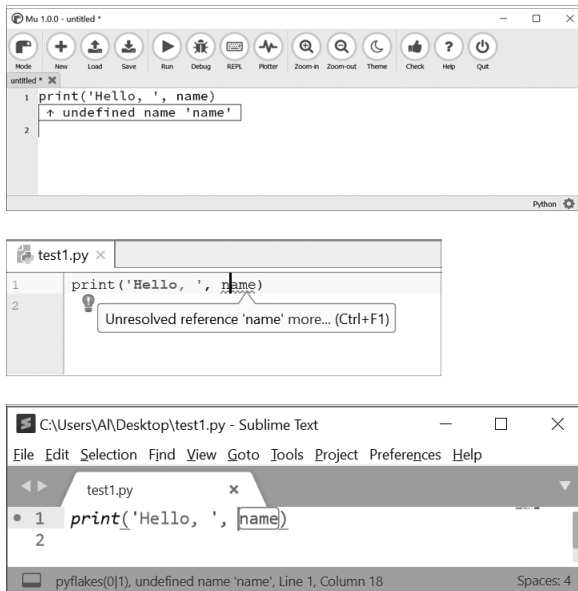 Mu 1.0.0 - untitled *
Mode New Load Save Run Debug REPL Plotter Zoom-in Zoom-out Theme Check Help Quit
untitled *
1 print('Hello, ', name)
↑ undefined name 'name'
2
Python
test1.py
1 print('Hello, ', name)
2
Unresolved reference 'name' more... (Ctrl+F1)
C:\Users\Al\Desktop\test1.py - Sublime Text
File Edit Selection Find View Goto Tools Project Preferences Help
test1.py
1 print('Hello, ', name)
2
pyflakes(0|1), undefined name 'name', Line 1, Column 18 Spaces: 4